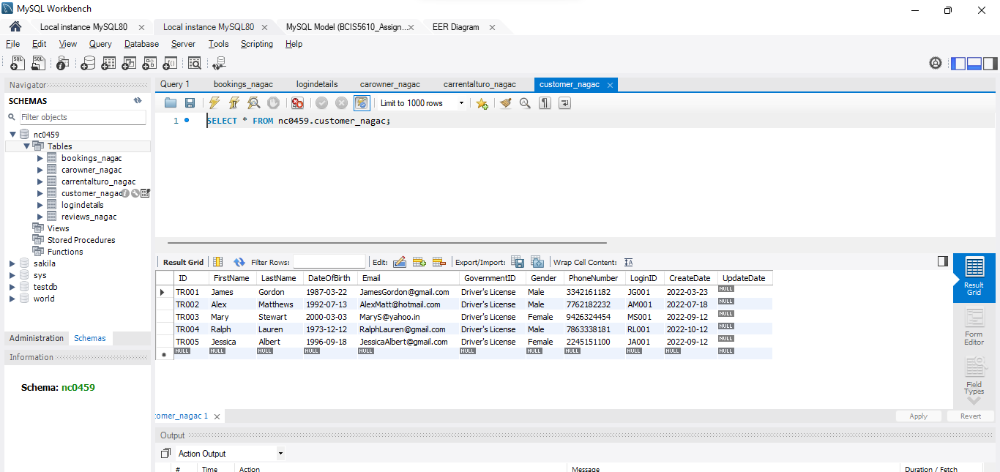 MySQL Workbench
Local instance MySQL80
Local instance MySQL80
MySQL Model (BCIS5610_Assign...
EER Diagram
File Edit View Query Database Server Tools Scripting Help
Navigator
SCHEMAS
Filter objects
nc0459
Tables
bookings_nagac
carowner_nagac
carrentalturo_nagac
customer_nagac
logindetails
reviews_nagac
Views
Stored Procedures
Functions
sakila
sys
testdb
world
Administration Schemas
Information
Schema: nc0459
Query 1 bookings_nagac logindetails carowner_nagac carrentalturo_nagac customer_nagac
Limit to 1000 rows
1 SELECT * FROM nc0459.customer_nagac;
Result Grid Filter Rows: Edit: Export/Import: Wrap Cell Content:
ID FirstName LastName DateOfBirth Email GovernmentID Gender PhoneNumber LoginID CreateDate UpdateDate
TR001 James Gordon 1987-03-22 JamesGordon@gmail.com Driver's License Male 3342161182 JG001 2022-03-23 NULL
TR002 Alex Matthews 1992-07-13 AlexMatt@hotmail.com Driver's License Male 7762182232 AM001 2022-07-18 NULL
TR003 Mary Stewart 2000-03-03 MaryS@yahoo.in Driver's License Female 9426324454 MS001 2022-09-12 NULL
TR004 Ralph Lauren 1973-12-12 RalphLauren@gmail.com Driver's License Male 7863338181 RL001 2022-10-12 NULL
TR005 Jessica Albert 1996-09-18 JessicaAlbert@gmail.com Driver's License Female 2245151100 JA001 2022-09-12 NULL
NULL NULL NULL NULL NULL NULL NULL NULL NULL NULL NULL
Result
Grid
Form
Editor
Field
Types
tomer_nagac 1
Apply Revert
Output
Action Output
# Time Action Message Duration / Fetch